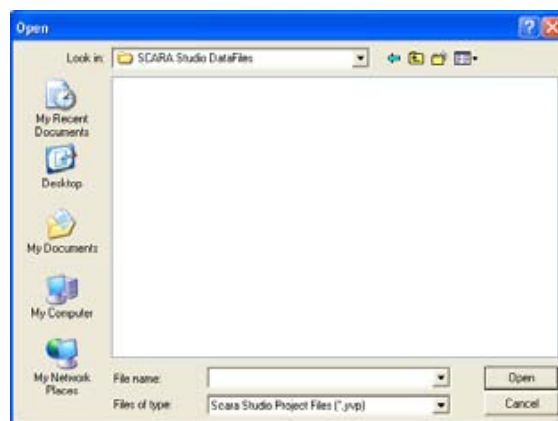 Open
Look in:
SCARA Studio DataFiles
My Recent
Documents
Desktop
My Documents
My Computer
My Network
Places
File name:
Open
Files of type:
Scara Studio Project Files (*.yvp)
Cancel